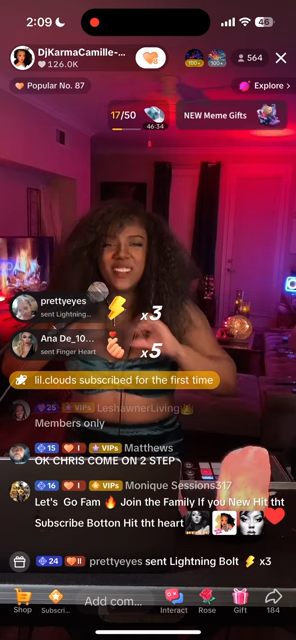 2:09
46
DjKarmaCamille-...
126.0K
100+
100+
564
Popular No. 87
Explore >
17/50
46:34
NEW Meme Gifts
prettyeyes
sent Lightning...
x3
Ana De_10...
sent Finger Heart
x5
lil.clouds subscribed for the first time
25 VIPs LeshawnerLiving
Members only
15 I VIPs Matthews
OK CHRIS COME ON 2 STEP
16 I VIPs Monique Sessions317
Let's Go Fam 🔥 Join the Family If you New Hit tht
Subscribe Botton Hit tht heart
24 II prettyeyes sent Lightning Bolt ⚡ x3
Shop
Subscri...
Add com...
Interact
Rose
Gift
184